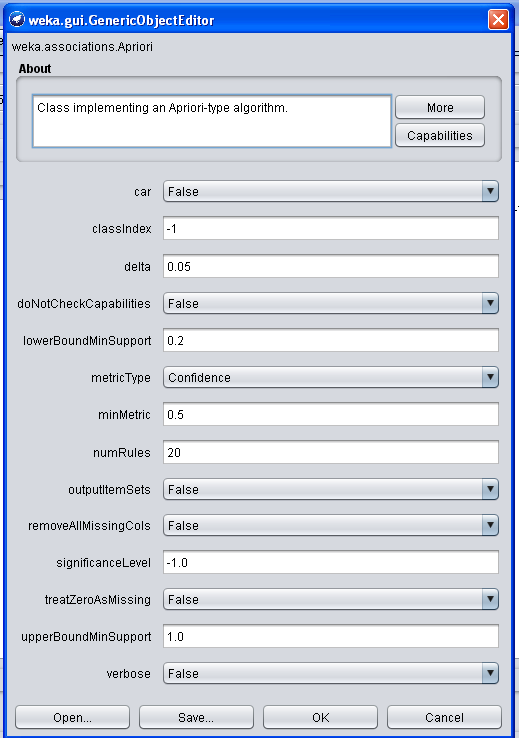 weka.gui.GenericObjectEditor
weka.associations.Apriori
About
Class implementing an Apriori-type algorithm.
More
Capabilities
car False
classIndex -1
delta 0.05
doNotCheckCapabilities False
lowerBoundMinSupport 0.2
metricType Confidence
minMetric 0.5
numRules 20
outputItemSets False
removeAllMissingCols False
significanceLevel -1.0
treatZeroAsMissing False
upperBoundMinSupport 1.0
verbose False
Open... Save... OK Cancel